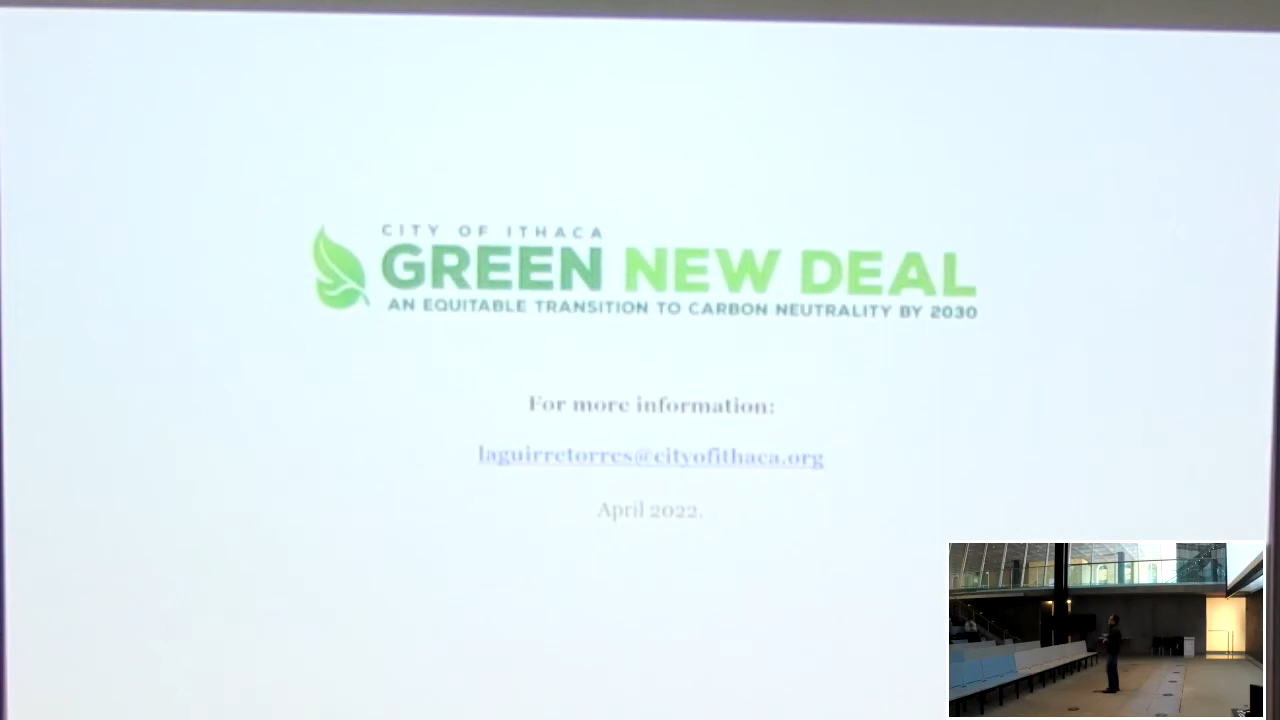 CITY OF ITHACA
GREEN NEW DEAL
AN EQUITABLE TRANSITION TO CARBON NEUTRALITY BY 2030
For more information:
laguirretorres@cityofithaca.org
April 2022.